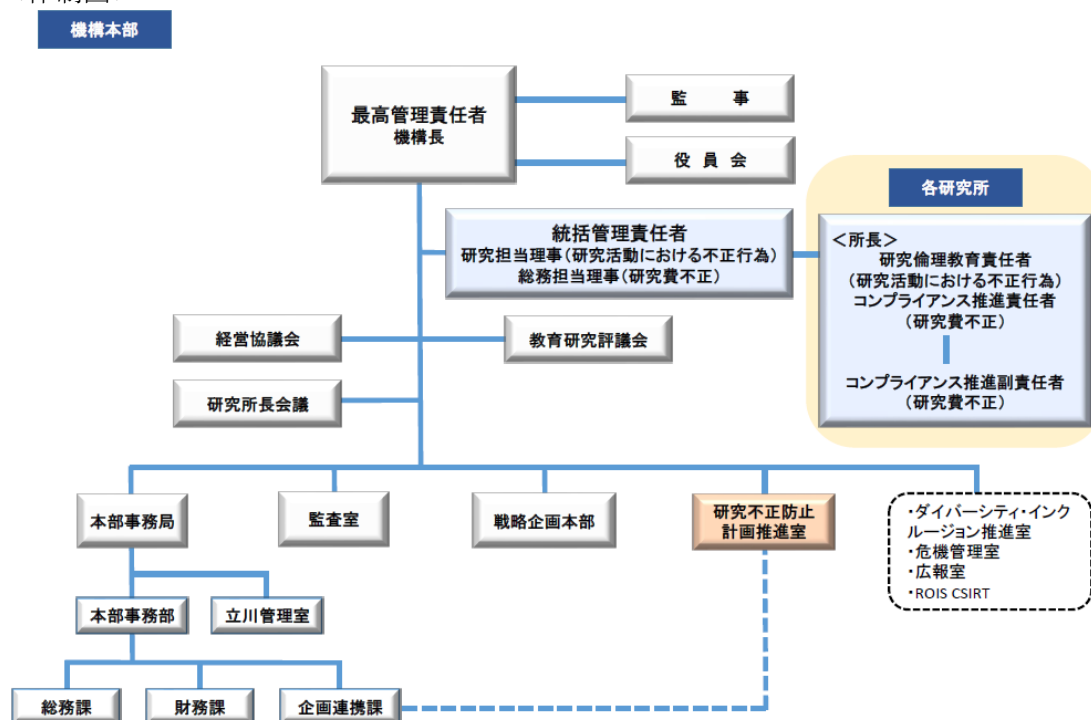 機構本部
最高管理責任者
機構長
監　事
役員会
各研究所
統括管理責任者
研究担当理事(研究活動における不正行為)
総務担当理事(研究費不正)
<所長>
研究倫理教育責任者
(研究活動における不正行為)
コンプライアンス推進責任者
(研究費不正)
コンプライアンス推進副責任者
(研究費不正)
経営協議会
教育研究評議会
研究所長会議
本部事務局
監査室
戦略企画本部
研究不正防止
計画推進室
・ダイバーシティ・インク
ルージョン推進室
・危機管理室
・広報室
・ROIS CSIRT
本部事務部
立川管理室
総務課
財務課
企画連携課